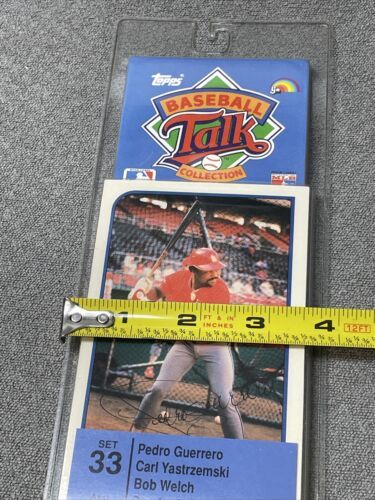 Topps
BASEBALL
Talk
COLLECTION
1 2 FT & IN INCHES 3 4 12FT
SET
33
Pedro Guerrero
Carl Yastrzemski
Bob Welch